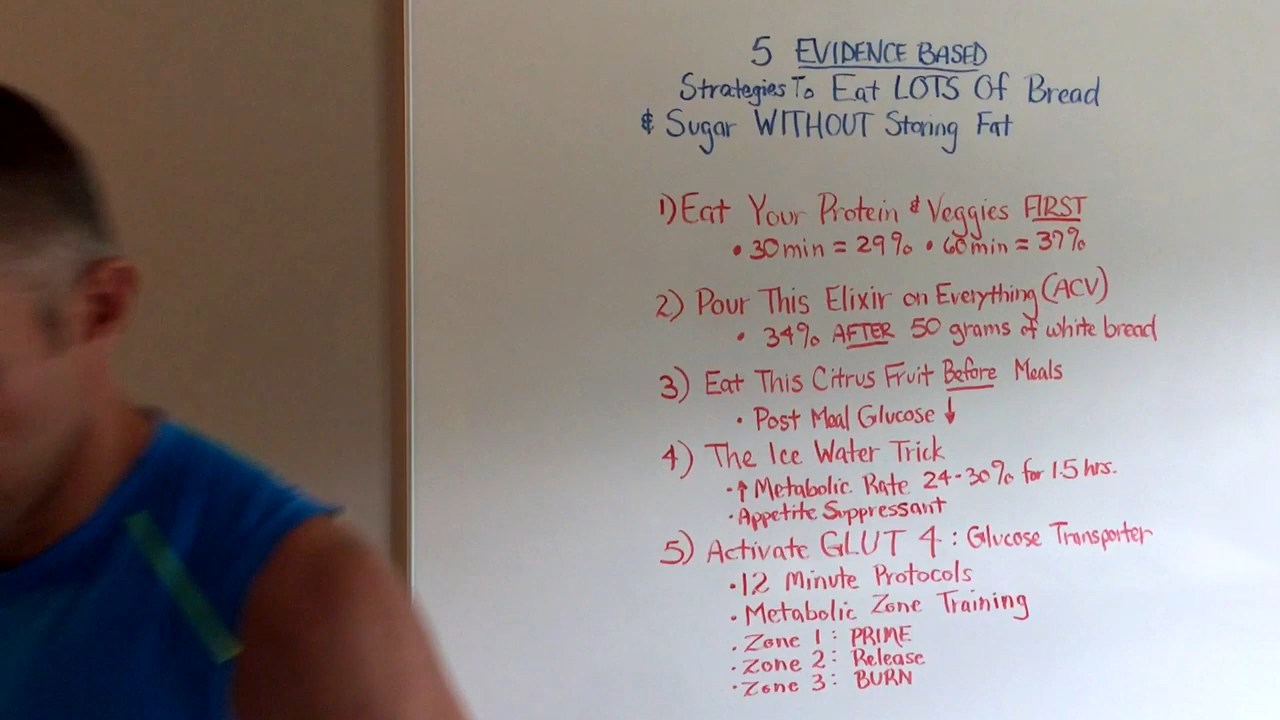 5 EVIDENCE BASED
Strategies To Eat LOTS Of Bread
& Sugar WITHOUT Storing Fat
1) Eat Your Protein & Veggies FIRST
• 30 min = 29% • 60 min = 37%
2) Pour This Elixir on Everything (ACV)
• 34% AFTER 50 grams of white bread
3) Eat This Citrus Fruit Before Meals
• Post Meal Glucose ↓
4) The Ice Water Trick
• ↑ Metabolic Rate 24-30% for 1.5 hrs.
• Appetite Suppressant
5) Activate GLUT 4 : Glucose Transporter
• 12 Minute Protocols
• Metabolic Zone Training
• Zone 1 : PRIME
• Zone 2 : Release
• Zone 3 : BURN